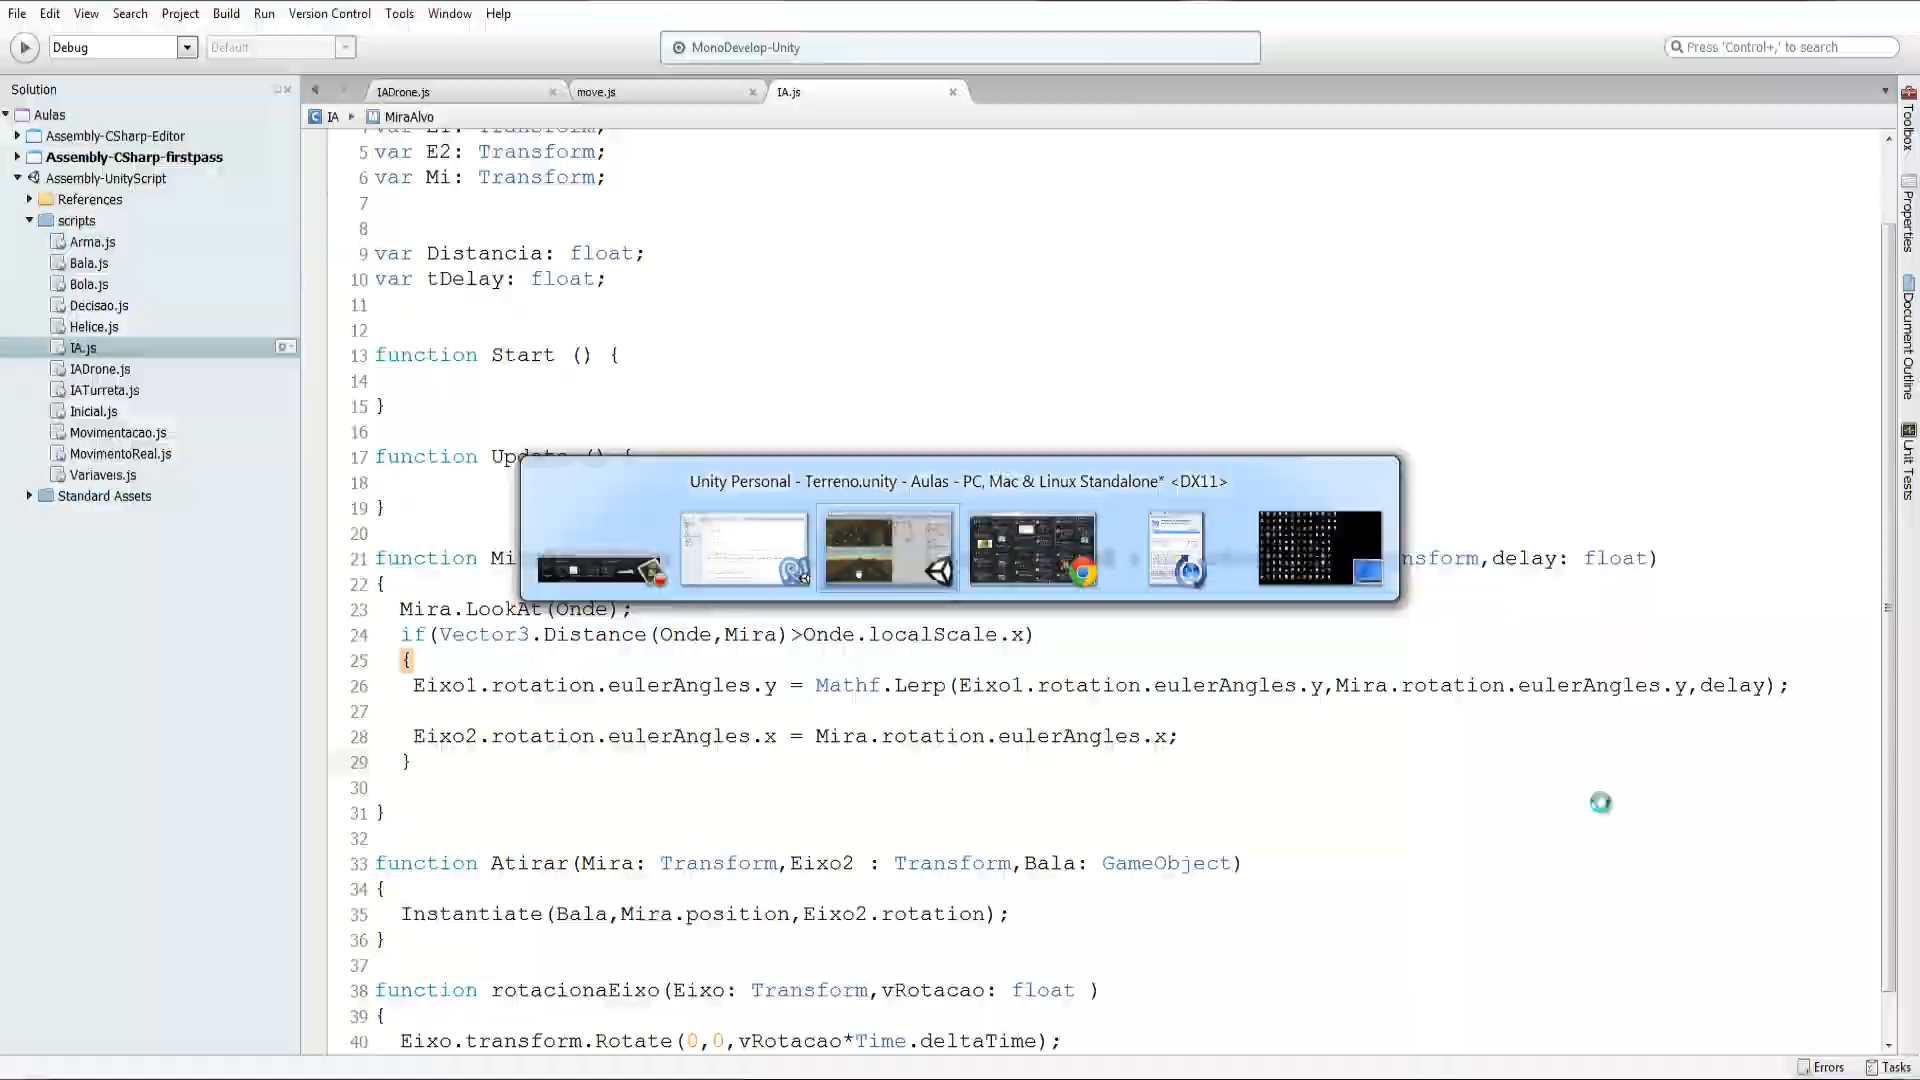 File Edit View Search Project Build Run Version Control Tools Window Help
Debug Default MonoDevelop-Unity Press 'Control+,' to search
Solution
Aulas
Assembly-CSharp-Editor
Assembly-CSharp-firstpass
Assembly-UnityScript
References
scripts
Arma.js
Bala.js
Bola.js
Decisao.js
Helice.js
IA.js
IADrone.js
IATurreta.js
Inicial.js
Movimentacao.js
MovimentoReal.js
Variaveis.js
Standard Assets
IADrone.js move.js IA.js
IA MiraAlvo
5 var E2: Transform;
6 var Mi: Transform;
7
8
9 var Distancia: float;
10 var tDelay: float;
11
12
13 function Start () {
14
15 }
16
17 function Update () {
18
19 }
20
21 function Mi nsform,delay: float)
22 {
23 Mira.LookAt(Onde);
24 if(Vector3.Distance(Onde,Mira)>Onde.localScale.x)
25 {
26 Eixo1.rotation.eulerAngles.y = Mathf.Lerp(Eixo1.rotation.eulerAngles.y,Mira.rotation.eulerAngles.y,delay);
27
28 Eixo2.rotation.eulerAngles.x = Mira.rotation.eulerAngles.x;
29 }
30
31 }
32
33 function Atirar(Mira: Transform,Eixo2 : Transform,Bala: GameObject)
34 {
35 Instantiate(Bala,Mira.position,Eixo2.rotation);
36 }
37
38 function rotacionaEixo(Eixo: Transform,vRotacao: float )
39 {
40 Eixo.transform.Rotate(0,0,vRotacao*Time.deltaTime);
Unity Personal - Terreno.unity - Aulas - PC, Mac & Linux Standalone* <DX11>
Toolbox
Properties
Document Outline
Unit Tests
Errors Tasks